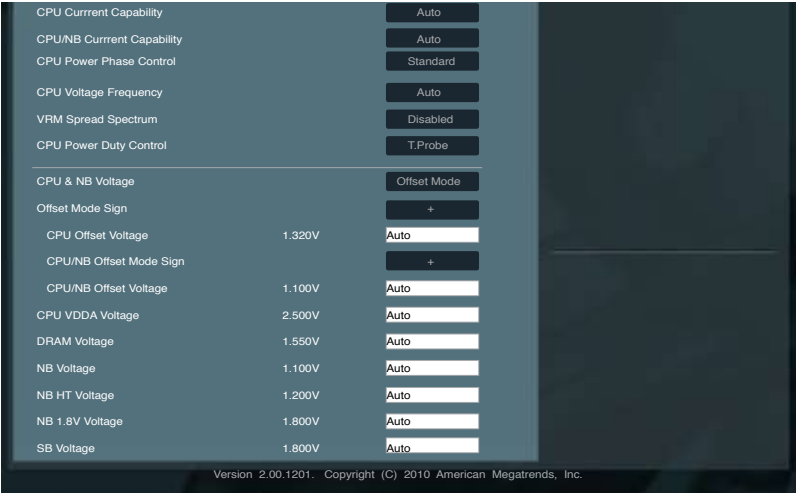 CPU Currrent Capability Auto
CPU/NB Currrent Capability Auto
CPU Power Phase Control Standard
CPU Voltage Frequency Auto
VRM Spread Spectrum Disabled
CPU Power Duty Control T.Probe
CPU & NB Voltage Offset Mode
Offset Mode Sign +
CPU Offset Voltage 1.320V Auto
CPU/NB Offset Mode Sign +
CPU/NB Offset Voltage 1.100V Auto
CPU VDDA Voltage 2.500V Auto
DRAM Voltage 1.550V Auto
NB Voltage 1.100V Auto
NB HT Voltage 1.200V Auto
NB 1.8V Voltage 1.800V Auto
SB Voltage 1.800V Auto
Version 2.00.1201. Copyright (C) 2010 American Megatrends, Inc.